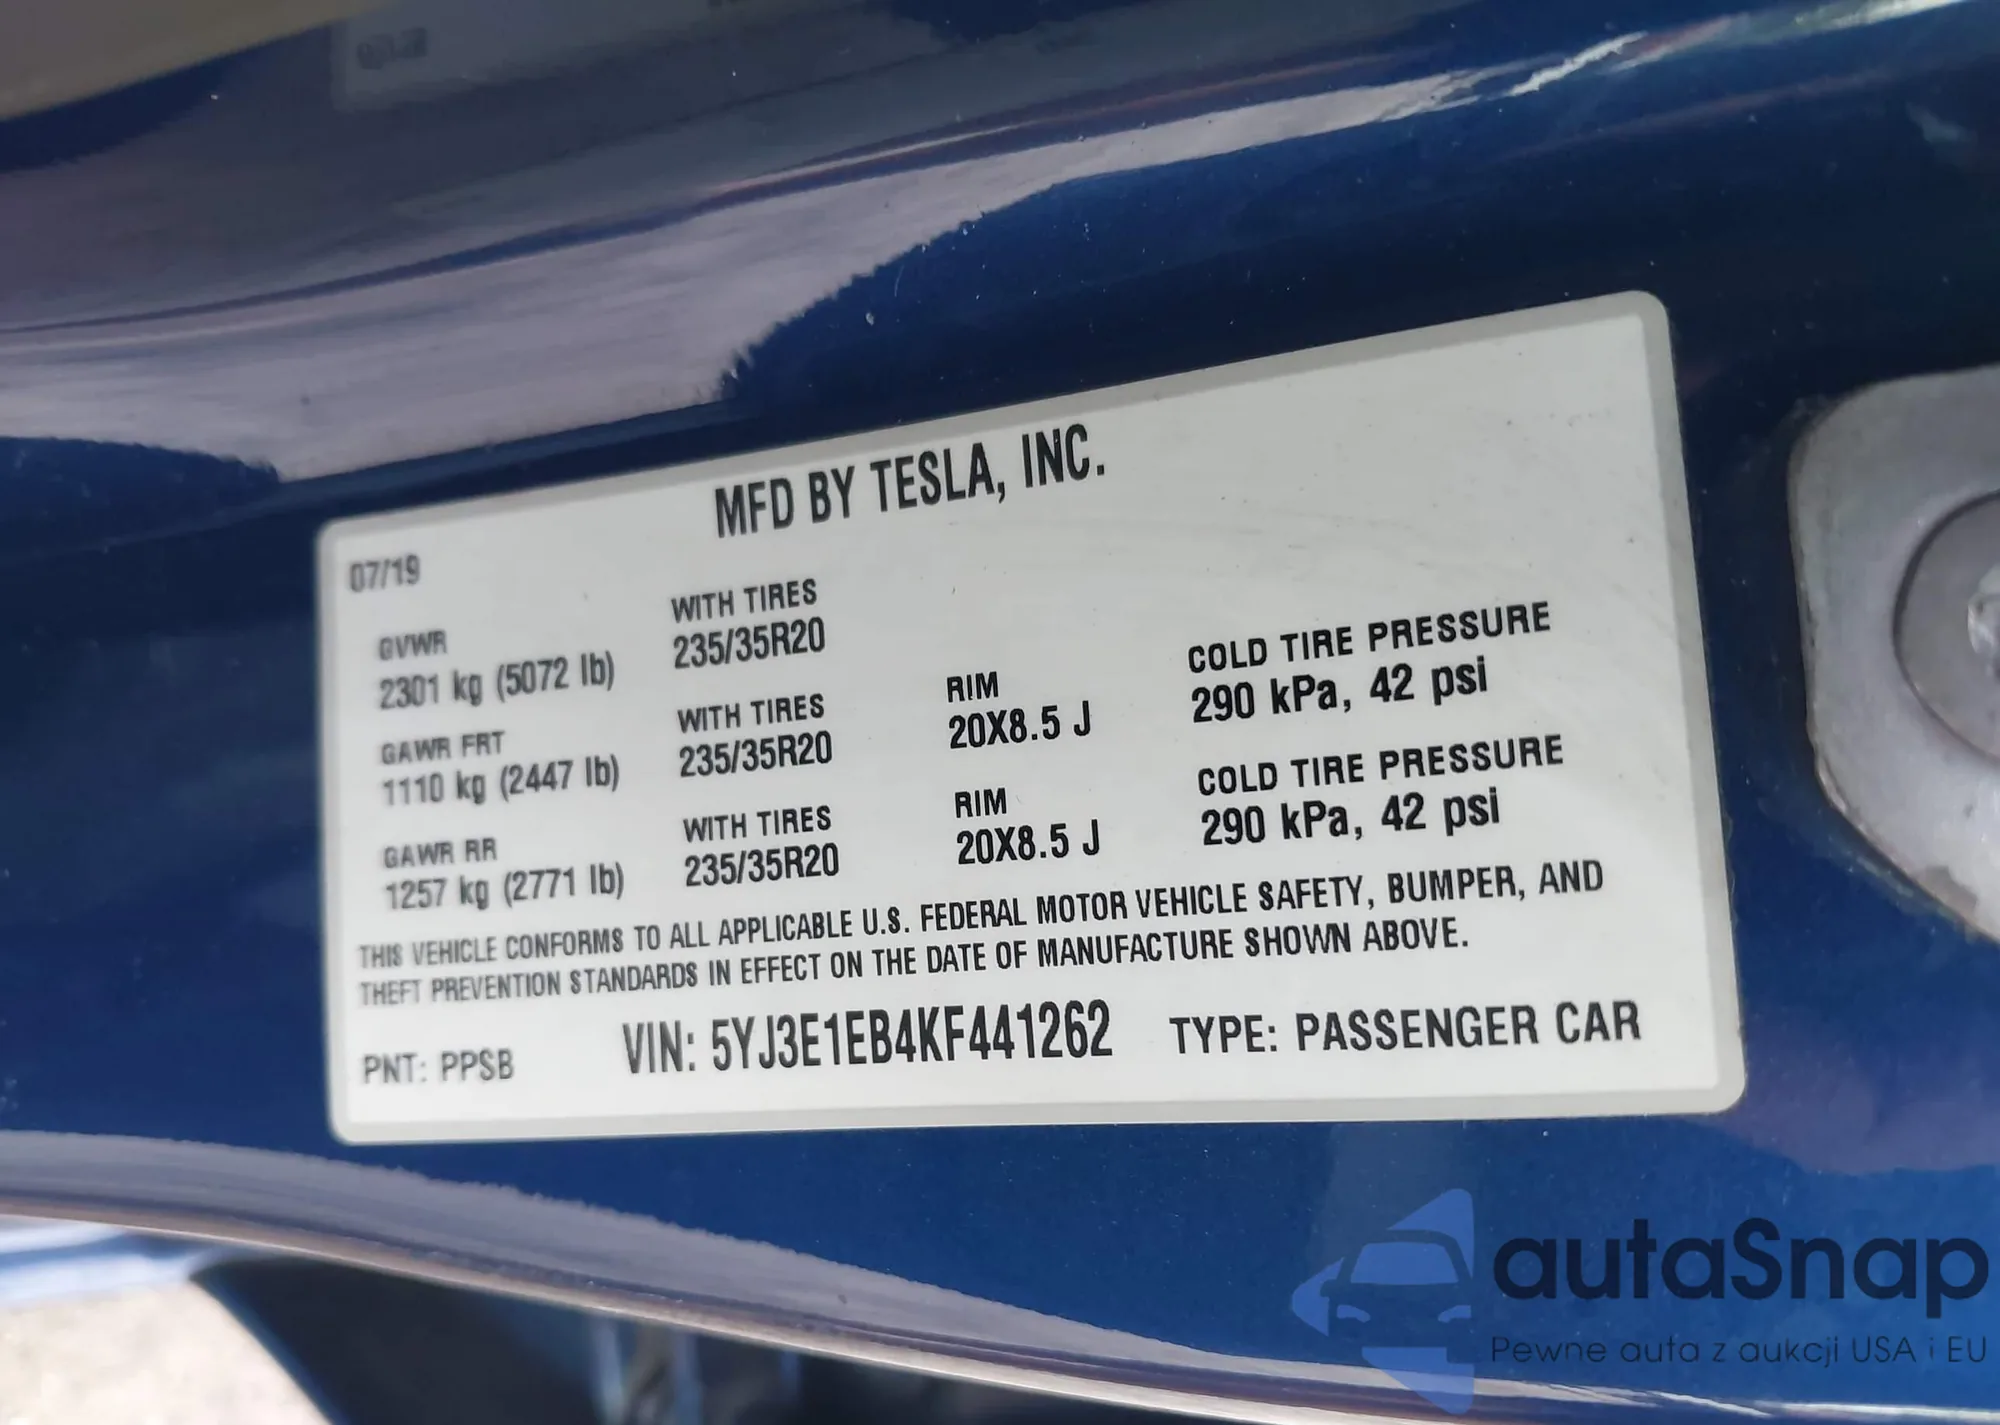 MFD BY TESLA, INC.
07/19
GVWR
2301 kg (5072 lb)
WITH TIRES
235/35R20
GAWR FRT
1110 kg (2447 lb)
WITH TIRES
235/35R20
RIM
20X8.5 J
COLD TIRE PRESSURE
290 kPa, 42 psi
GAWR RR
1257 kg (2771 lb)
WITH TIRES
235/35R20
RIM
20X8.5 J
COLD TIRE PRESSURE
290 kPa, 42 psi
THIS VEHICLE CONFORMS TO ALL APPLICABLE U.S. FEDERAL MOTOR VEHICLE SAFETY, BUMPER, AND
THEFT PREVENTION STANDARDS IN EFFECT ON THE DATE OF MANUFACTURE SHOWN ABOVE.
PNT: PPSB VIN: 5YJ3E1EB4KF441262 TYPE: PASSENGER CAR
autaSnap
Pewne auta z aukcji USA i EU